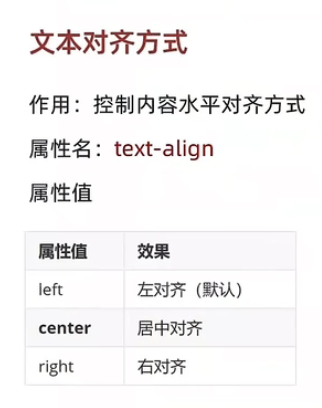 文本对齐方式
作用：控制内容水平对齐方式
属性名：text-align
属性值
属性值 效果
left 左对齐（默认）
center 居中对齐
right 右对齐